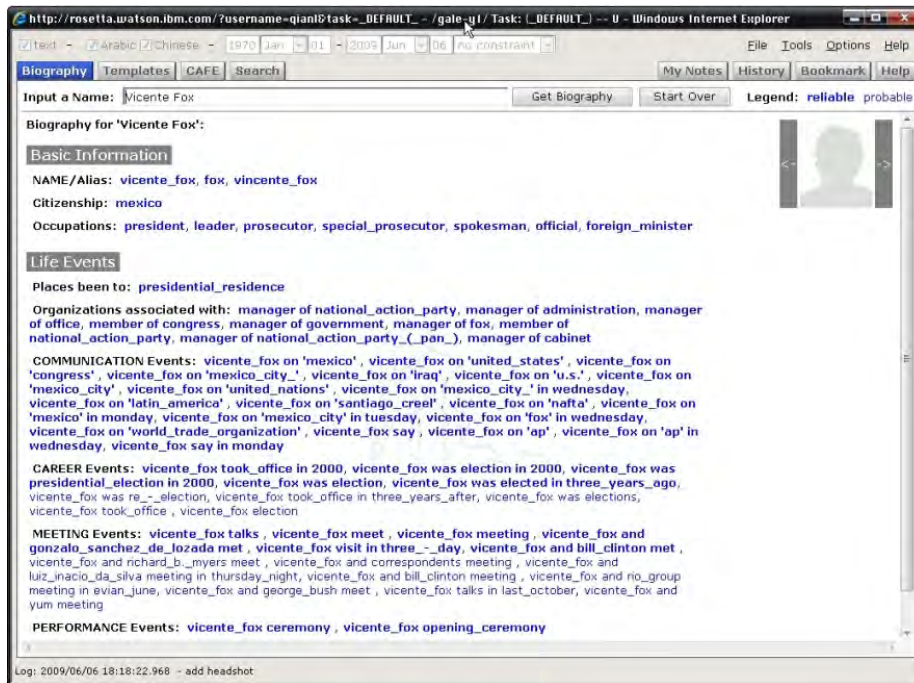 http://rosetta.watson.ibm.com/?username=qianl&task=_DEFAULT_ - /gale-y1/ Task: (_DEFAULT_) -- U - Windows Internet Explorer
text - Arabic Chinese - 1970 Jan 01 - 2009 Jun 06 no constraint File Tools Options Help
Biography Templates CAFE Search My Notes History Bookmark Help
Input a Name: Vicente Fox Get Biography Start Over Legend: reliable probable
Biography for 'Vicente Fox':
Basic Information
<- ->
NAME/Alias: vicente_fox, fox, vincente_fox
Citizenship: mexico
Occupations: president, leader, prosecutor, special_prosecutor, spokesman, official, foreign_minister
Life Events
Places been to: presidential_residence
Organizations associated with: manager of national_action_party, manager of administration, manager
of office, member of congress, manager of government, manager of fox, member of
national_action_party, manager of national_action_party_(_pan_), manager of cabinet
COMMUNICATION Events: vicente_fox on 'mexico' , vicente_fox on 'united_states' , vicente_fox on
'congress' , vicente_fox on 'mexico_city_' , vicente_fox on 'iraq' , vicente_fox on 'u.s.' , vicente_fox on
'mexico_city' , vicente_fox on 'united_nations' , vicente_fox on 'mexico_city_' in wednesday,
vicente_fox on 'latin_america' , vicente_fox on 'santiago_creel' , vicente_fox on 'nafta' , vicente_fox on
'mexico' in monday, vicente_fox on 'mexico_city' in tuesday, vicente_fox on 'fox' in wednesday,
vicente_fox on 'world_trade_organization' , vicente_fox say , vicente_fox on 'ap' , vicente_fox on 'ap' in
wednesday, vicente_fox say in monday
CAREER Events: vicente_fox took_office in 2000, vicente_fox was election in 2000, vicente_fox was
presidential_election in 2000, vicente_fox was election, vicente_fox was elected in three_years_ago,
vicente_fox was re_-_election, vicente_fox took_office in three_years_after, vicente_fox was elections,
vicente_fox took_office , vicente_fox election
MEETING Events: vicente_fox talks , vicente_fox meet , vicente_fox meeting , vicente_fox and
gonzalo_sanchez_de_lozada met , vicente_fox visit in three_-_day, vicente_fox and bill_clinton met ,
vicente_fox and richard_b._myers meet , vicente_fox and correspondents meeting , vicente_fox and
luiz_inacio_da_silva meeting in thursday_night, vicente_fox and bill_clinton meeting , vicente_fox and rio_group
meeting in evian_june, vicente_fox and george_bush meet , vicente_fox talks in last_october, vicente_fox and
yum meeting
PERFORMANCE Events: vicente_fox ceremony , vicente_fox opening_ceremony
Log: 2009/06/06 18:18:22.968 - add headshot